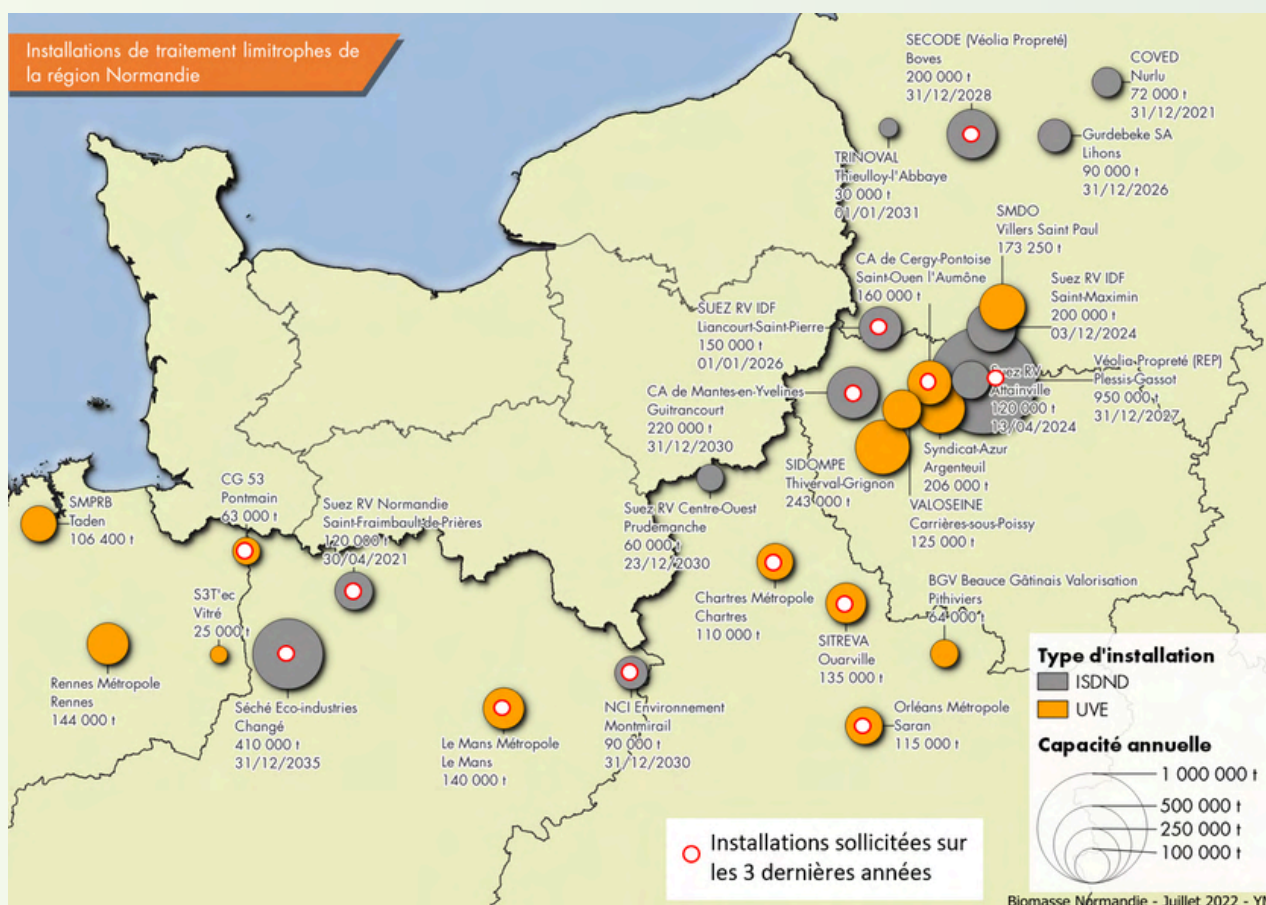 Installations de traitement limitrophes de
la région Normandie
SECODE (Véolia Propreté)
Boves
200 000 t
31/12/2028
COVED
Nurlu
72 000 t
31/12/2021
TRINOVAL
Thieulloy-l'Abbaye
30 000 t
01/01/2031
Gurdebeke SA
Lihons
90 000 t
31/12/2026
SMDO
Villers Saint Paul
173 250 t
CA de Cergy-Pontoise
Saint-Ouen l'Aumône
160 000 t
Suez RV IDF
Saint-Maximin
200 000 t
03/12/2024
SUEZ RV IDF
Liancourt-Saint-Pierre
150 000 t
01/01/2026
Véolia-Propreté (REP)
Plessis-Gassot
950 000 t
31/12/2027
Suez RV
Attainville
120 000 t
13/04/2024
CA de Mantes-en-Yvelines
Guitrancourt
220 000 t
31/12/2030
Syndicat-Azur
Argenteuil
206 000 t
SIDOMPE
Thiverval-Grignon
243 000 t
VALOSEINE
Carrières-sous-Poissy
125 000 t
SMPRB
Taden
106 400 t
CG 53
Pontmain
63 000 t
Suez RV Normandie
Saint-Fraimbault-de-Prières
120 000 t
30/04/2021
Suez RV Centre-Ouest
Prudemanche
60 000 t
23/12/2030
S3T'ec
Vitré
25 000 t
Chartres Métropole
Chartres
110 000 t
BGV Beauce Gâtinais Valorisation
Pithiviers
64 000 t
SITREVA
Ouarville
135 000 t
Rennes Métropole
Rennes
144 000 t
Séché Eco-industries
Changé
410 000 t
31/12/2035
Le Mans Métropole
Le Mans
140 000 t
NCI Environnement
Montmirail
90 000 t
31/12/2030
Orléans Métropole
Saran
115 000 t
Type d'installation
ISDND
UVE
Capacité annuelle
1 000 000 t
500 000 t
250 000 t
100 000 t
Installations sollicitées sur
les 3 dernières années
Biomasse Normandie - Juillet 2022 - YM